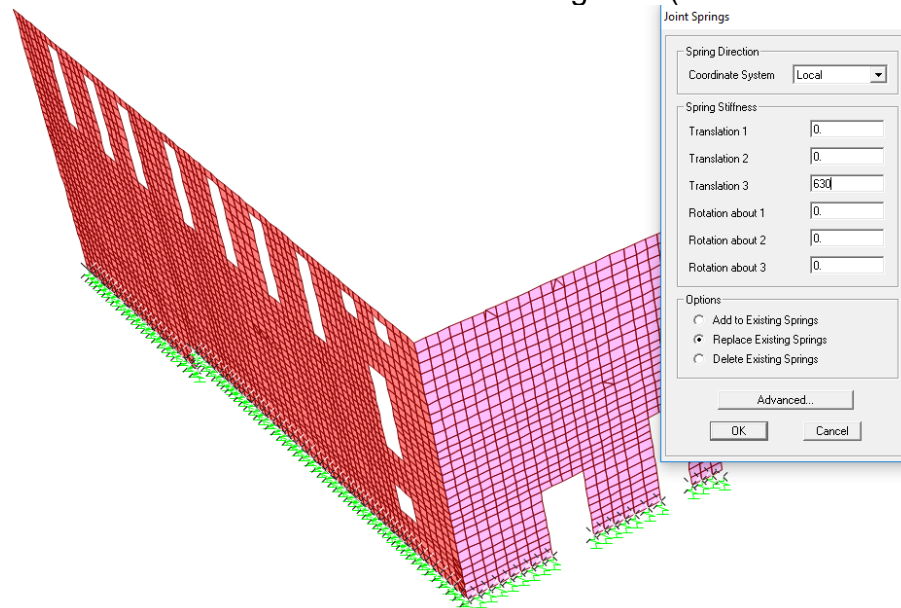 Joint Springs
Spring Direction
Coordinate System Local
Spring Stiffness
Translation 1 0.
Translation 2 0.
Translation 3 630
Rotation about 1 0.
Rotation about 2 0.
Rotation about 3 0.
Options
Add to Existing Springs
Replace Existing Springs
Delete Existing Springs
Advanced...
OK Cancel